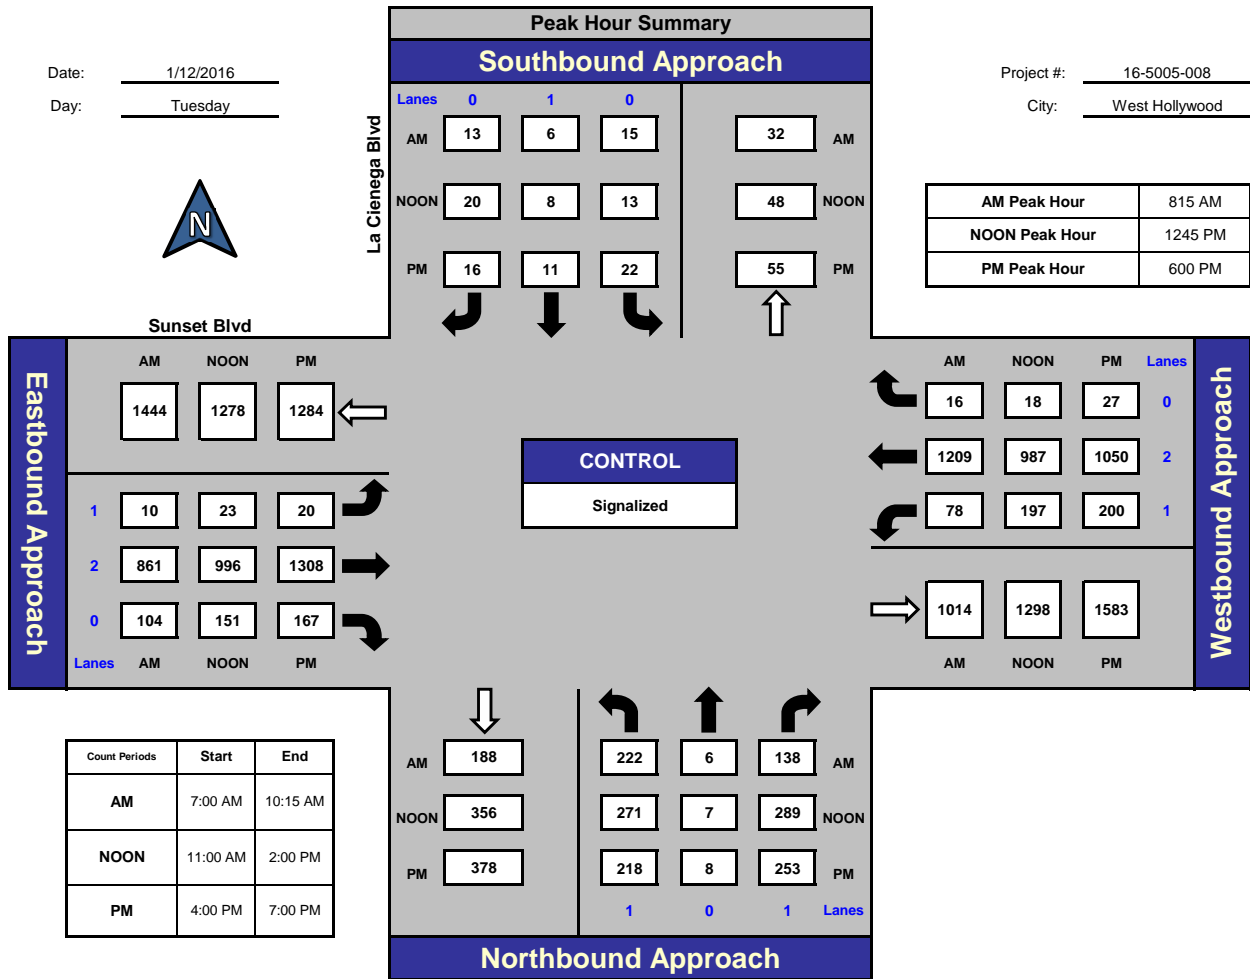 Peak Hour Summary
Southbound Approach
Date: 1/12/2016
Day: Tuesday
Project #: 16-5005-008
City: West Hollywood
La Cienega Blvd
Lanes 0 1 0
AM 13 6 15 32 AM
NOON 20 8 13 48 NOON
PM 16 11 22 55 PM
N
AM Peak Hour 815 AM
NOON Peak Hour 1245 PM
PM Peak Hour 600 PM
Sunset Blvd
Eastbound Approach
AM NOON PM
1444 1278 1284
1 10 23 20
2 861 996 1308
0 104 151 167
Lanes AM NOON PM
CONTROL
Signalized
AM NOON PM Lanes
16 18 27 0
1209 987 1050 2
78 197 200 1
1014 1298 1583
AM NOON PM
Westbound Approach
Count Periods Start End
AM 7:00 AM 10:15 AM
NOON 11:00 AM 2:00 PM
PM 4:00 PM 7:00 PM
AM 188 222 6 138 AM
NOON 356 271 7 289 NOON
PM 378 218 8 253 PM
1 0 1 Lanes
Northbound Approach